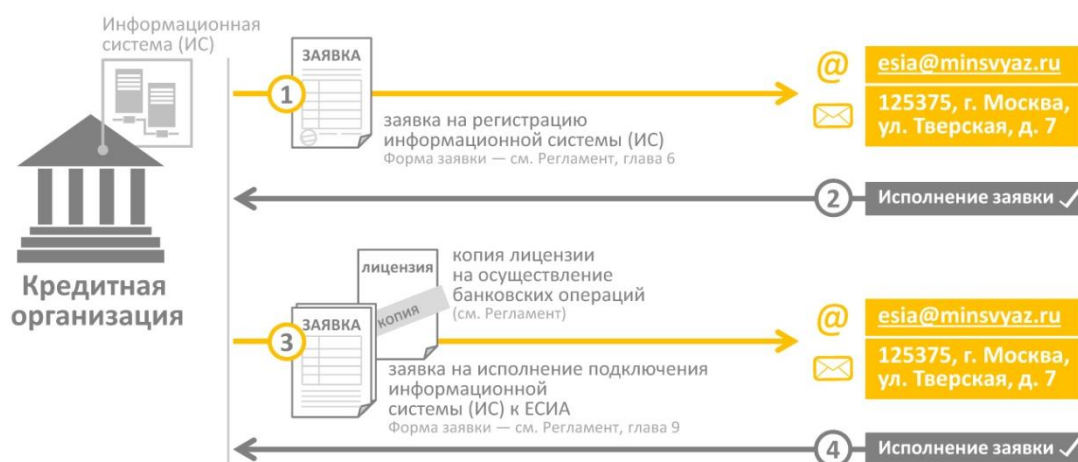 Информационная
система (ИС)
Кредитная
организация
ЗАЯВКА
1
заявка на регистрацию
информационной системы (ИС)
Форма заявки — см. Регламент, глава 6
@ esia@minsvyaz.ru
125375, г. Москва,
ул. Тверская, д. 7
2 Исполнение заявки
лицензия
копия
копия лицензии
на осуществление
банковских операций
(см. Регламент)
ЗАЯВКА
3
заявка на исполнение подключения
информационной
системы (ИС) к ЕСИА
Форма заявки — см. Регламент, глава 9
@ esia@minsvyaz.ru
125375, г. Москва,
ул. Тверская, д. 7
4 Исполнение заявки